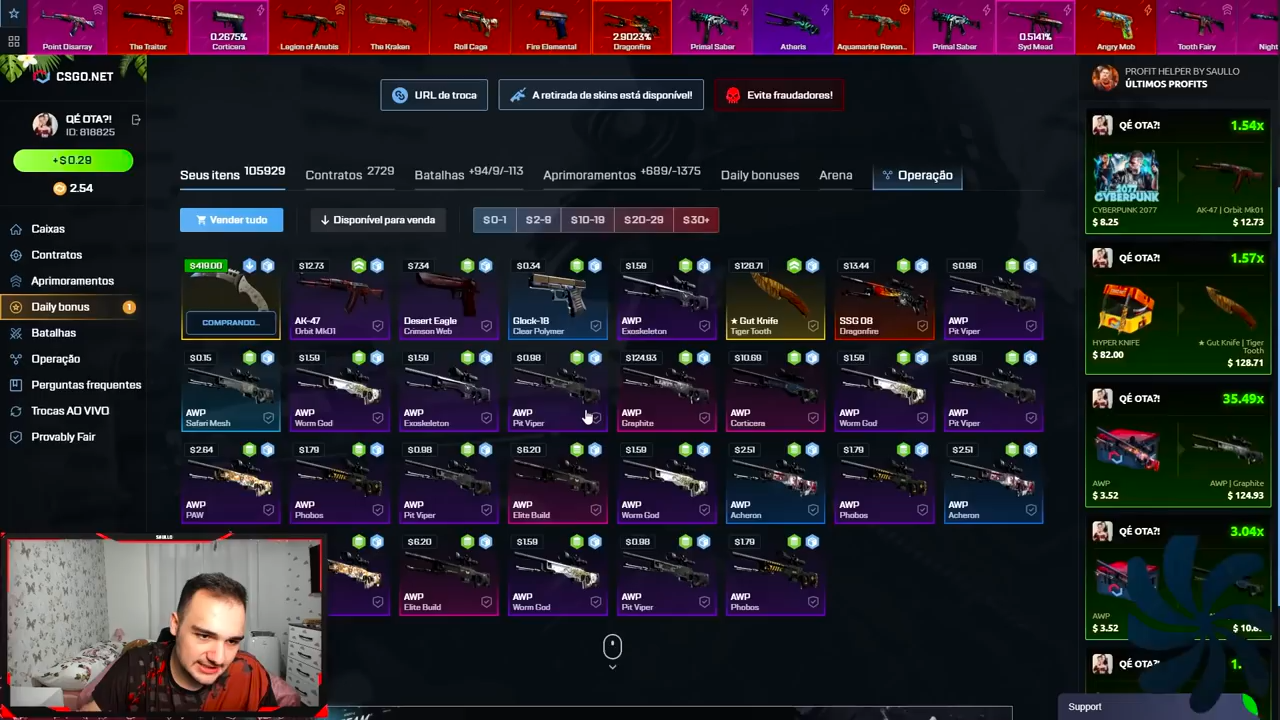 Point Disarray
The Traitor
0.2675%
Corticera
Legion of Anubis
The Kraken
Roll Cage
Fire Elemental
2.9023%
Dragonfire
Primal Saber
Atheris
Aquamarine Reven...
Primal Saber
0.5141%
Syd Mead
Angry Mob
Tooth Fairy
Night
CSGO.NET
QÉ OTA?!
ID: 818825
+$0.29
2.54
Caixas
Contratos
Aprimoramentos
Daily bonus 1
Batalhas
Operação
Perguntas frequentes
Trocas AO VIVO
Provably Fair
URL de troca
A retirada de skins está disponível!
Evite fraudadores!
Seus itens 105929
Contratos 2729
Batalhas +94/9/-113
Aprimoramentos +689/-1375
Daily bonuses
Arena
Operação
Vender tudo
Disponível para venda
$0-1
$2-9
$10-19
$20-29
$30+
$419.00
COMPRANDO...
$12.73
AK-47
Orbit Mk01
$7.34
Desert Eagle
Crimson Web
$0.34
Glock-18
Clear Polymer
$1.59
AWP
Exoskeleton
$128.71
★ Gut Knife
Tiger Tooth
$13.44
SSG 08
Dragonfire
$0.98
AWP
Pit Viper
$0.15
AWP
Safari Mesh
$1.59
AWP
Worm God
$1.59
AWP
Exoskeleton
$0.98
AWP
Pit Viper
$124.93
AWP
Graphite
$10.69
AWP
Corticera
$1.59
AWP
Worm God
$0.98
AWP
Pit Viper
$2.64
AWP
PAW
$1.79
AWP
Phobos
$0.98
AWP
Pit Viper
$6.20
AWP
Elite Build
$1.59
AWP
Worm God
$2.51
AWP
Acheron
$1.79
AWP
Phobos
$2.51
AWP
Acheron
$6.20
AWP
Elite Build
$1.59
AWP
Worm God
$0.98
AWP
Pit Viper
$1.79
AWP
Phobos
SAULLO
PROFIT HELPER BY SAULLO
ÚLTIMOS PROFITS
QÉ OTA?! 1.54x
2077
CYBERPUNK
CYBERPUNK 2077
$ 8.25
AK-47 | Orbit Mk01
$ 12.73
QÉ OTA?! 1.57x
HYPER KNIFE
$ 82.00
★ Gut Knife | Tiger
Tooth
$ 128.71
QÉ OTA?! 35.49x
AWP
$ 3.52
AWP | Graphite
$ 124.93
QÉ OTA?! 3.04x
AWP
$ 3.52
QÉ OTA?! 1.
Support